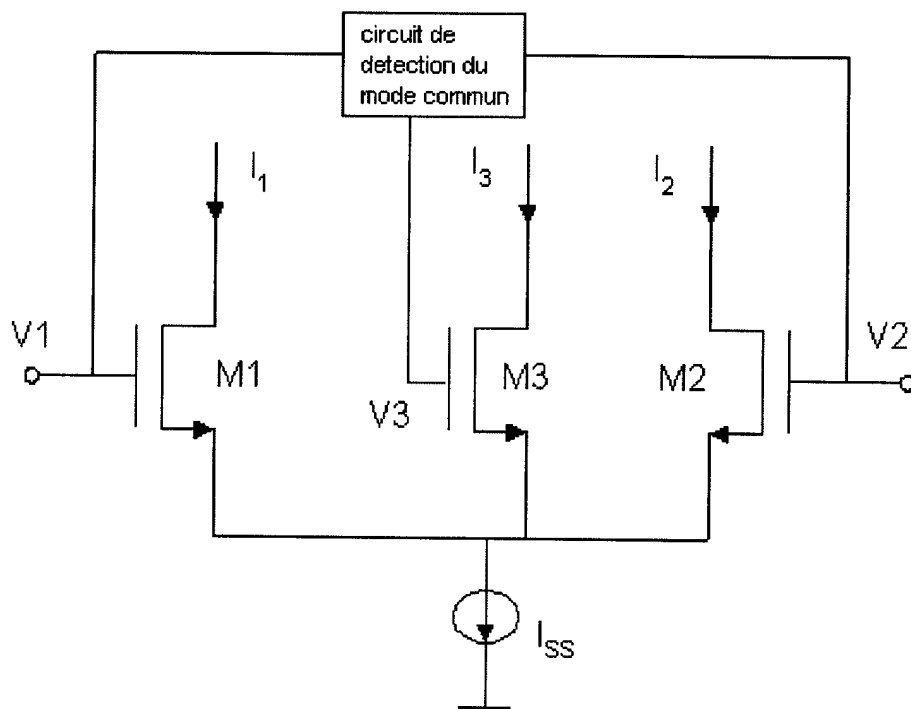 circuit de
detection du
mode commun
I1
I3
I2
V1
M1
V3
M3
M2
V2
ISS